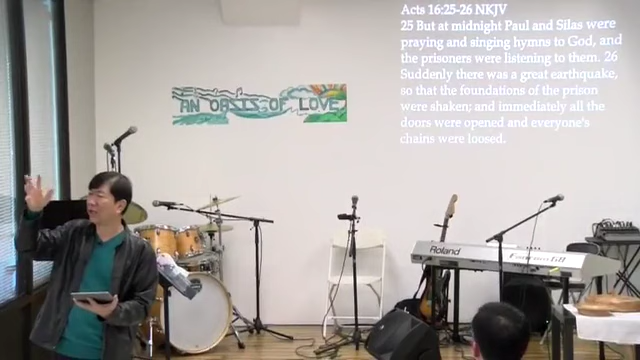 Acts 16:25-26 NKJV
25 But at midnight Paul and Silas were
praying and singing hymns to God, and
the prisoners were listening to them. 26
Suddenly there was a great earthquake,
so that the foundations of the prison
were shaken; and immediately all the
doors were opened and everyone's
chains were loosed.
AN OASIS OF LOVE
Roland